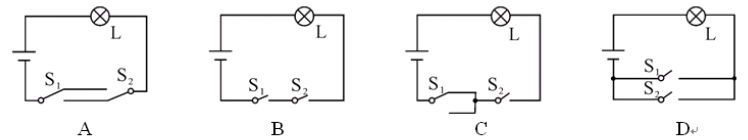 L L L L
S₁ S₂ S₁ S₂ S₁ S₂ S₁
S₂
A B C D↵